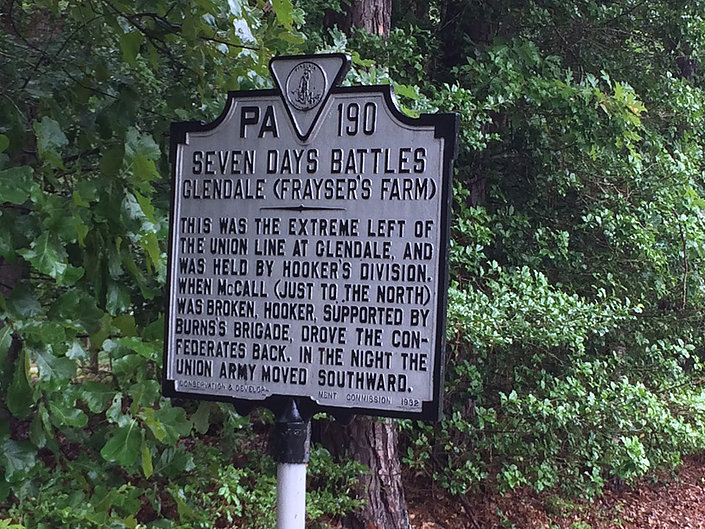 PA 190
SEVEN DAYS BATTLES
GLENDALE (FRAYSER'S FARM)
THIS WAS THE EXTREME LEFT OF
THE UNION LINE AT GLENDALE, AND
WAS HELD BY HOOKER'S DIVISION.
WHEN McCALL (JUST TO THE NORTH)
WAS BROKEN, HOOKER, SUPPORTED BY
BURNS'S BRIGADE, DROVE THE CON-
FEDERATES BACK. IN THE NIGHT THE
UNION ARMY MOVED SOUTHWARD.
CONSERVATION & DEVELOPMENT COMMISSION 1932